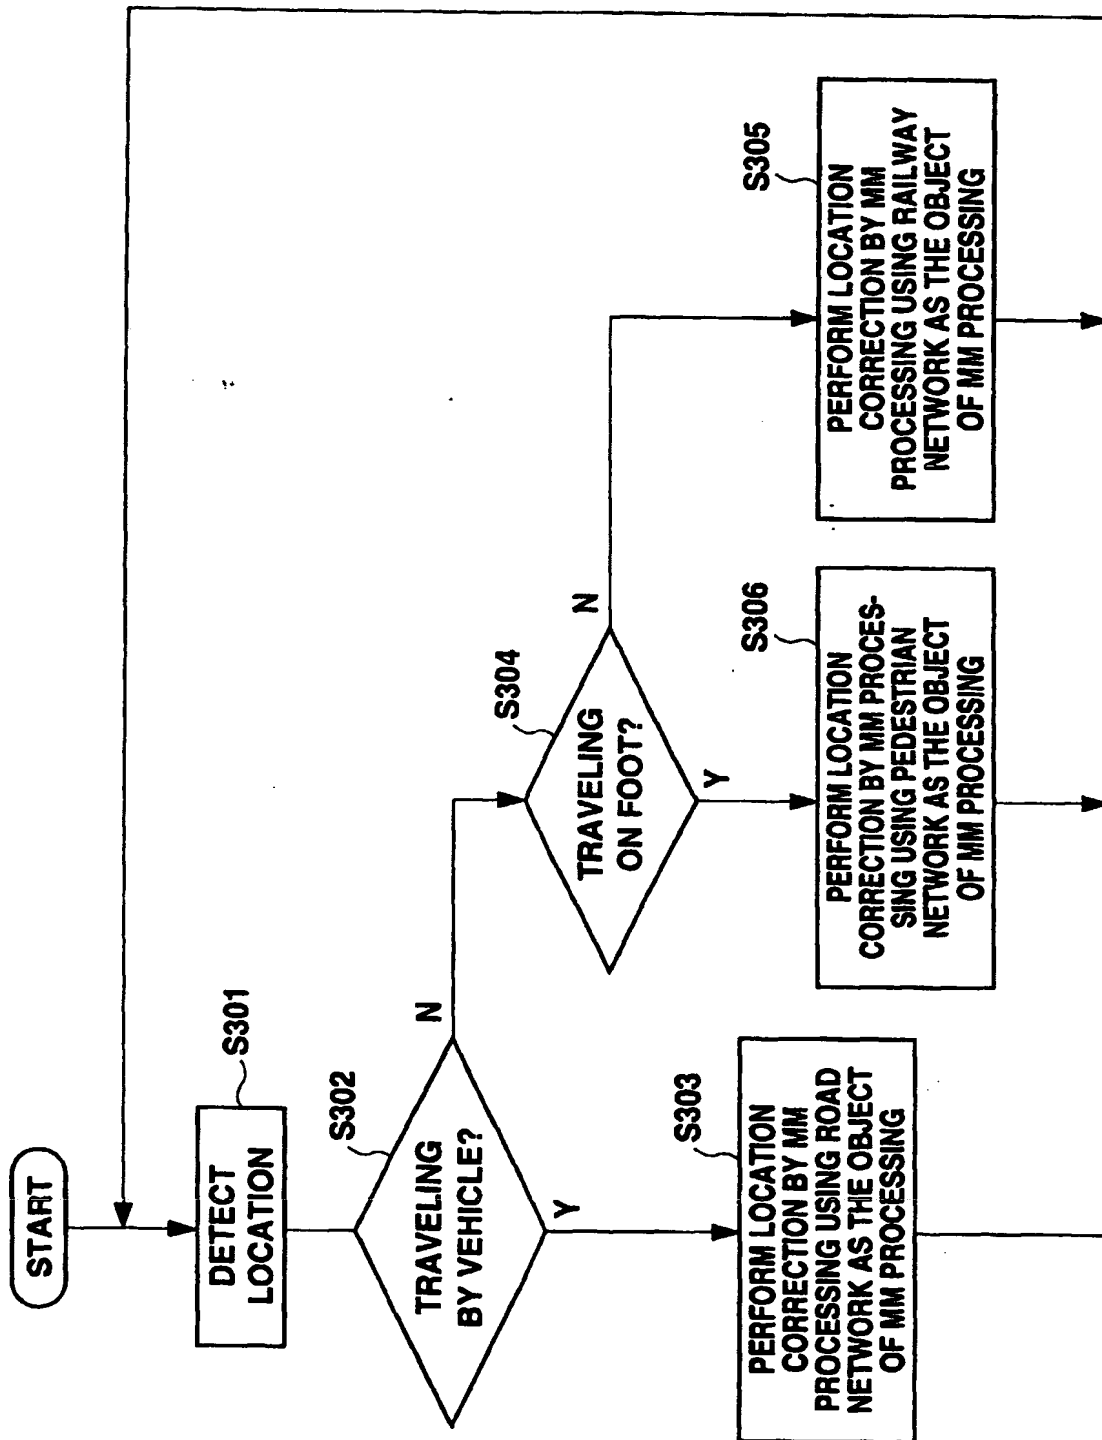 START
DETECT
LOCATION
S301
TRAVELING
BY VEHICLE?
S302
N
Y
PERFORM LOCATION
CORRECTION BY MM
PROCESSING USING ROAD
NETWORK AS THE OBJECT
OF MM PROCESSING
S303
TRAVELING
ON FOOT?
S304
N
Y
PERFORM LOCATION
CORRECTION BY MM PROCES-
SING USING PEDESTRIAN
NETWORK AS THE OBJECT
OF MM PROCESSING
S306
PERFORM LOCATION
CORRECTION BY MM
PROCESSING USING RAILWAY
NETWORK AS THE OBJECT
OF MM PROCESSING
S305